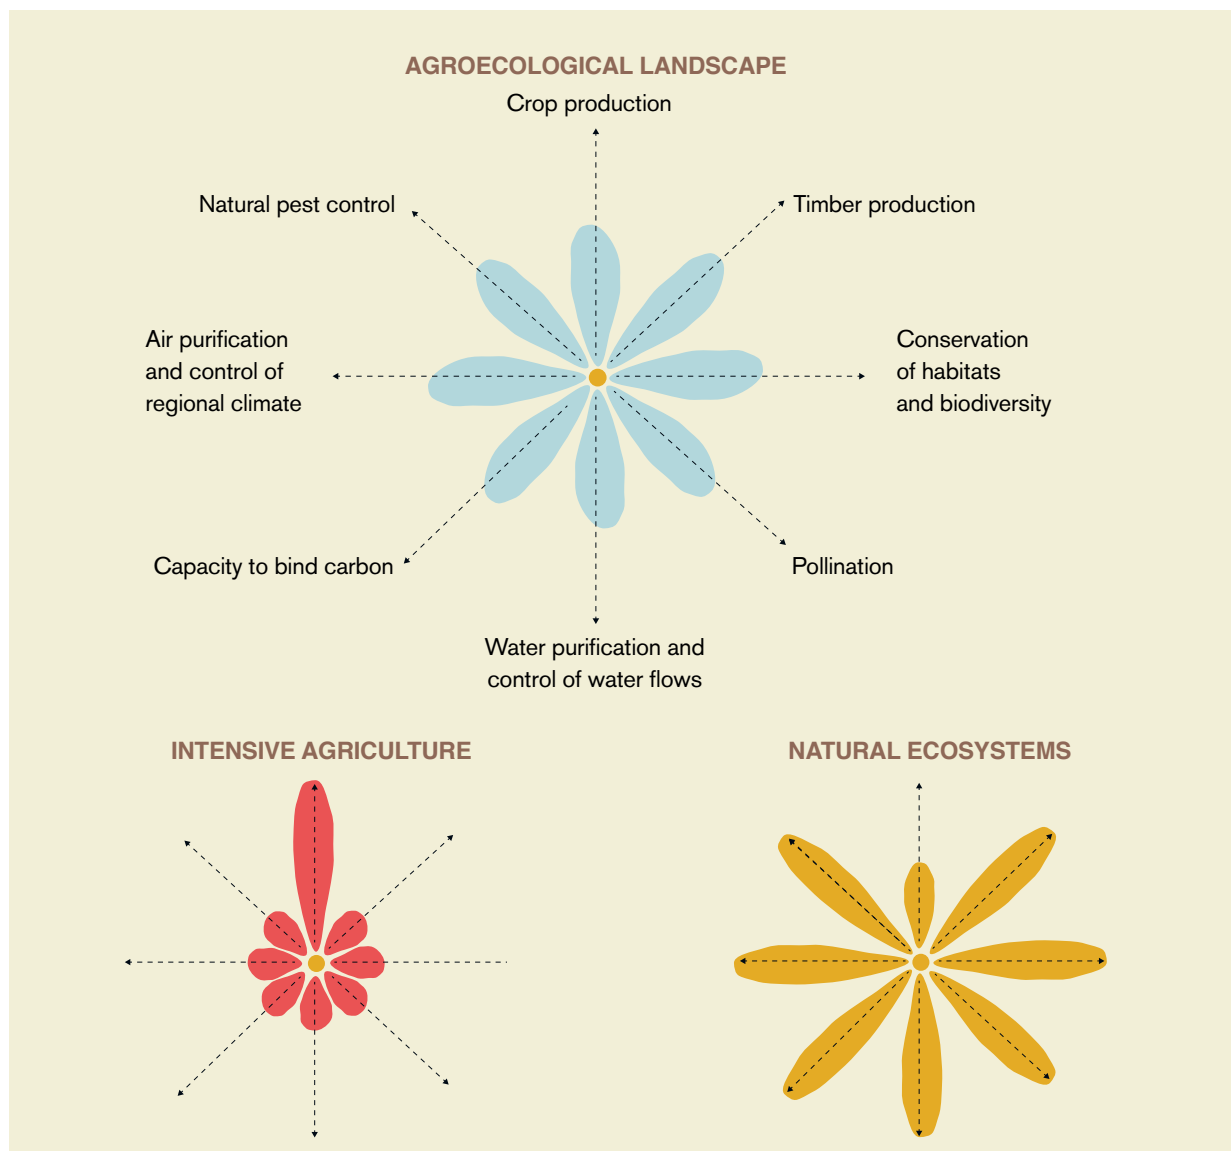 AGROECOLOGICAL LANDSCAPE
Crop production
Natural pest control
Timber production
Air purification
and control of
regional climate
Conservation
of habitats
and biodiversity
Capacity to bind carbon
Pollination
Water purification and
control of water flows
INTENSIVE AGRICULTURE
NATURAL ECOSYSTEMS